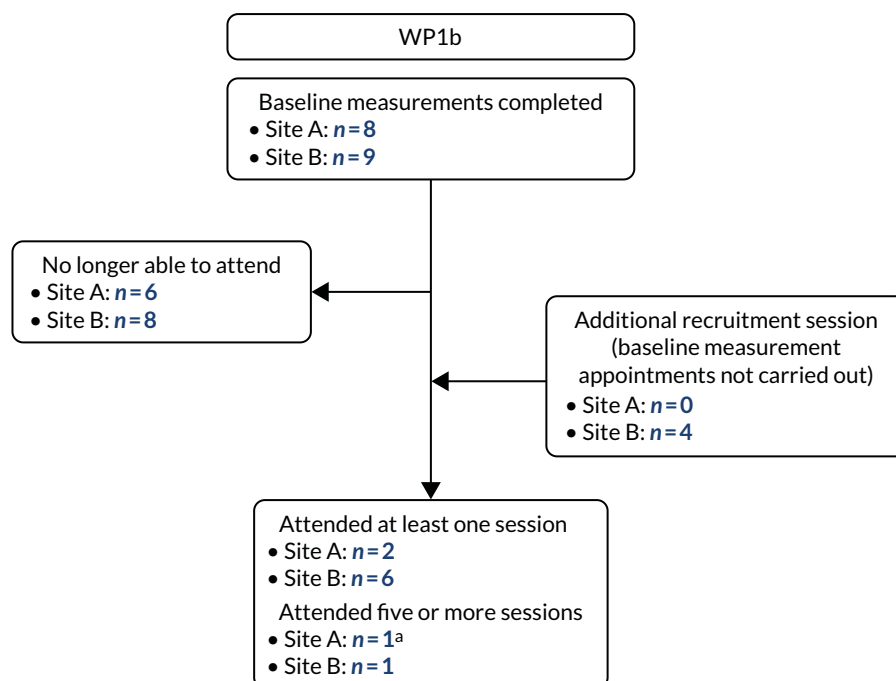 WP1b
Baseline measurements completed
• Site A: n=8
• Site B: n=9
No longer able to attend
• Site A: n=6
• Site B: n=8
Additional recruitment session
(baseline measurement
appointments not carried out)
• Site A: n=0
• Site B: n=4
Attended at least one session
• Site A: n=2
• Site B: n=6
Attended five or more sessions
• Site A: n=1ᵃ
• Site B: n=1